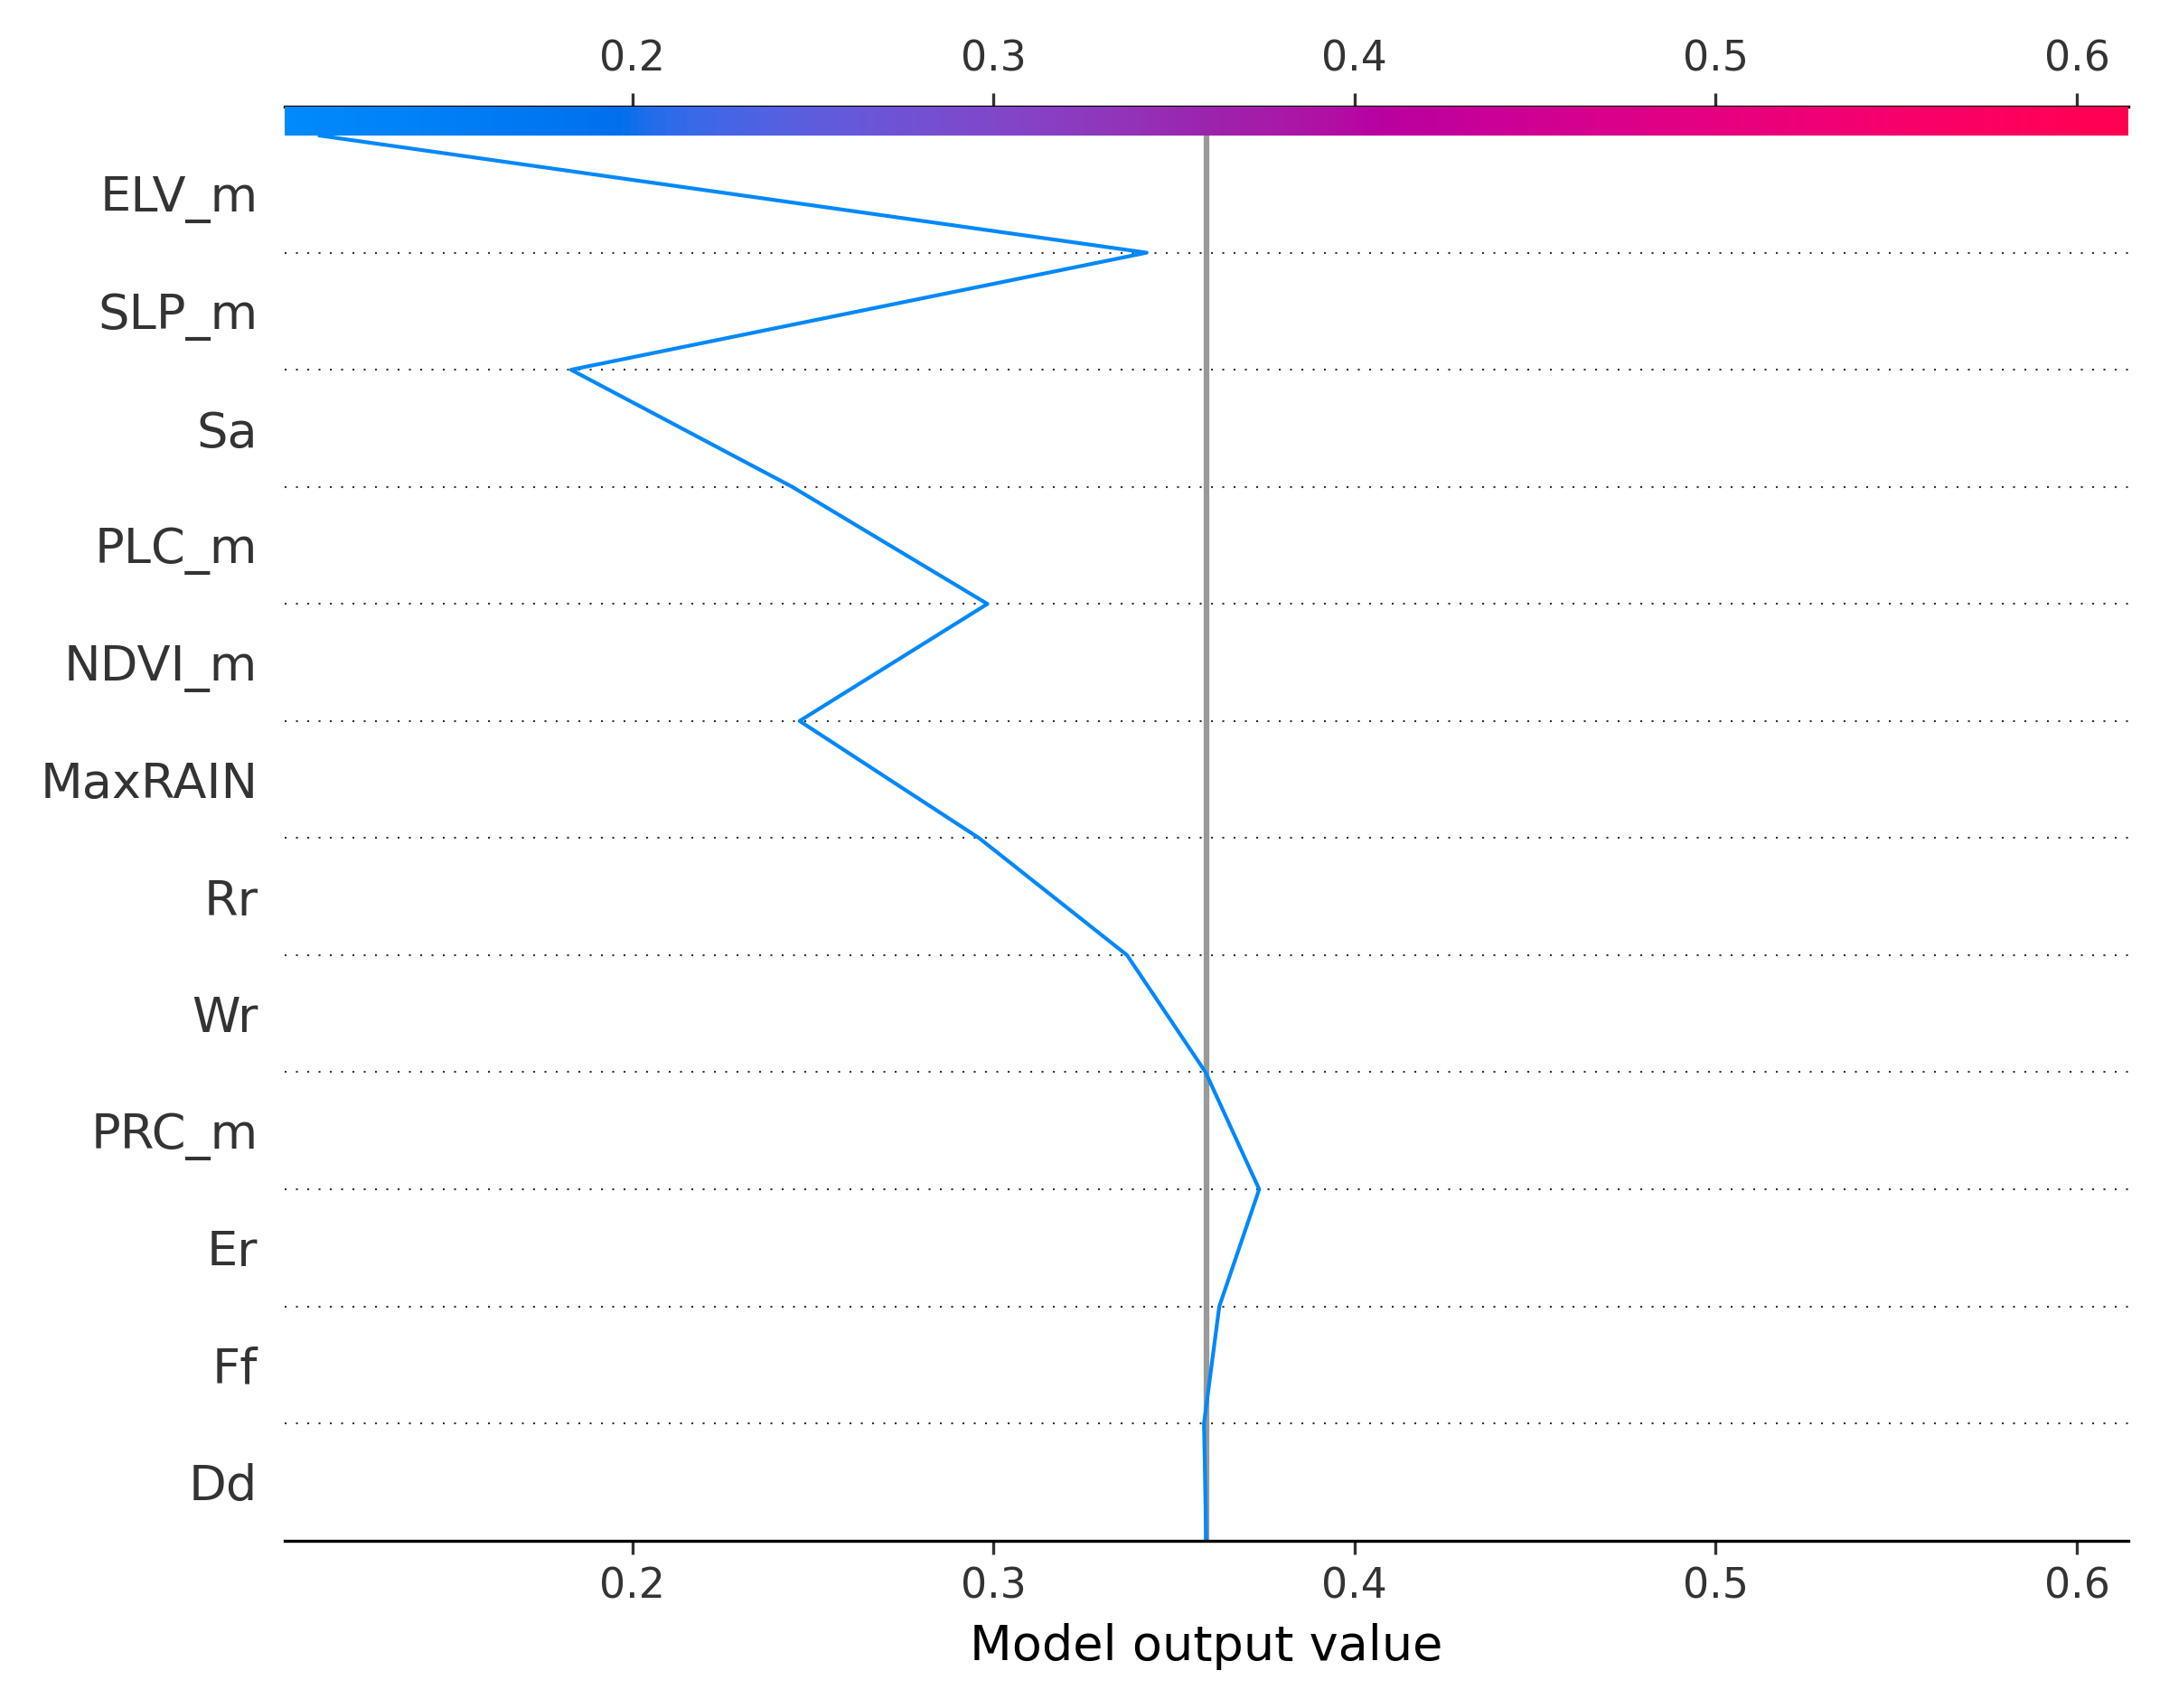 0.2 0.3 0.4 0.5 0.6
ELV_m
SLP_m
Sa
PLC_m
NDVI_m
MaxRAIN
Rr
Wr
PRC_m
Er
Ff
Dd
0.2 0.3 0.4 0.5 0.6
Model output value